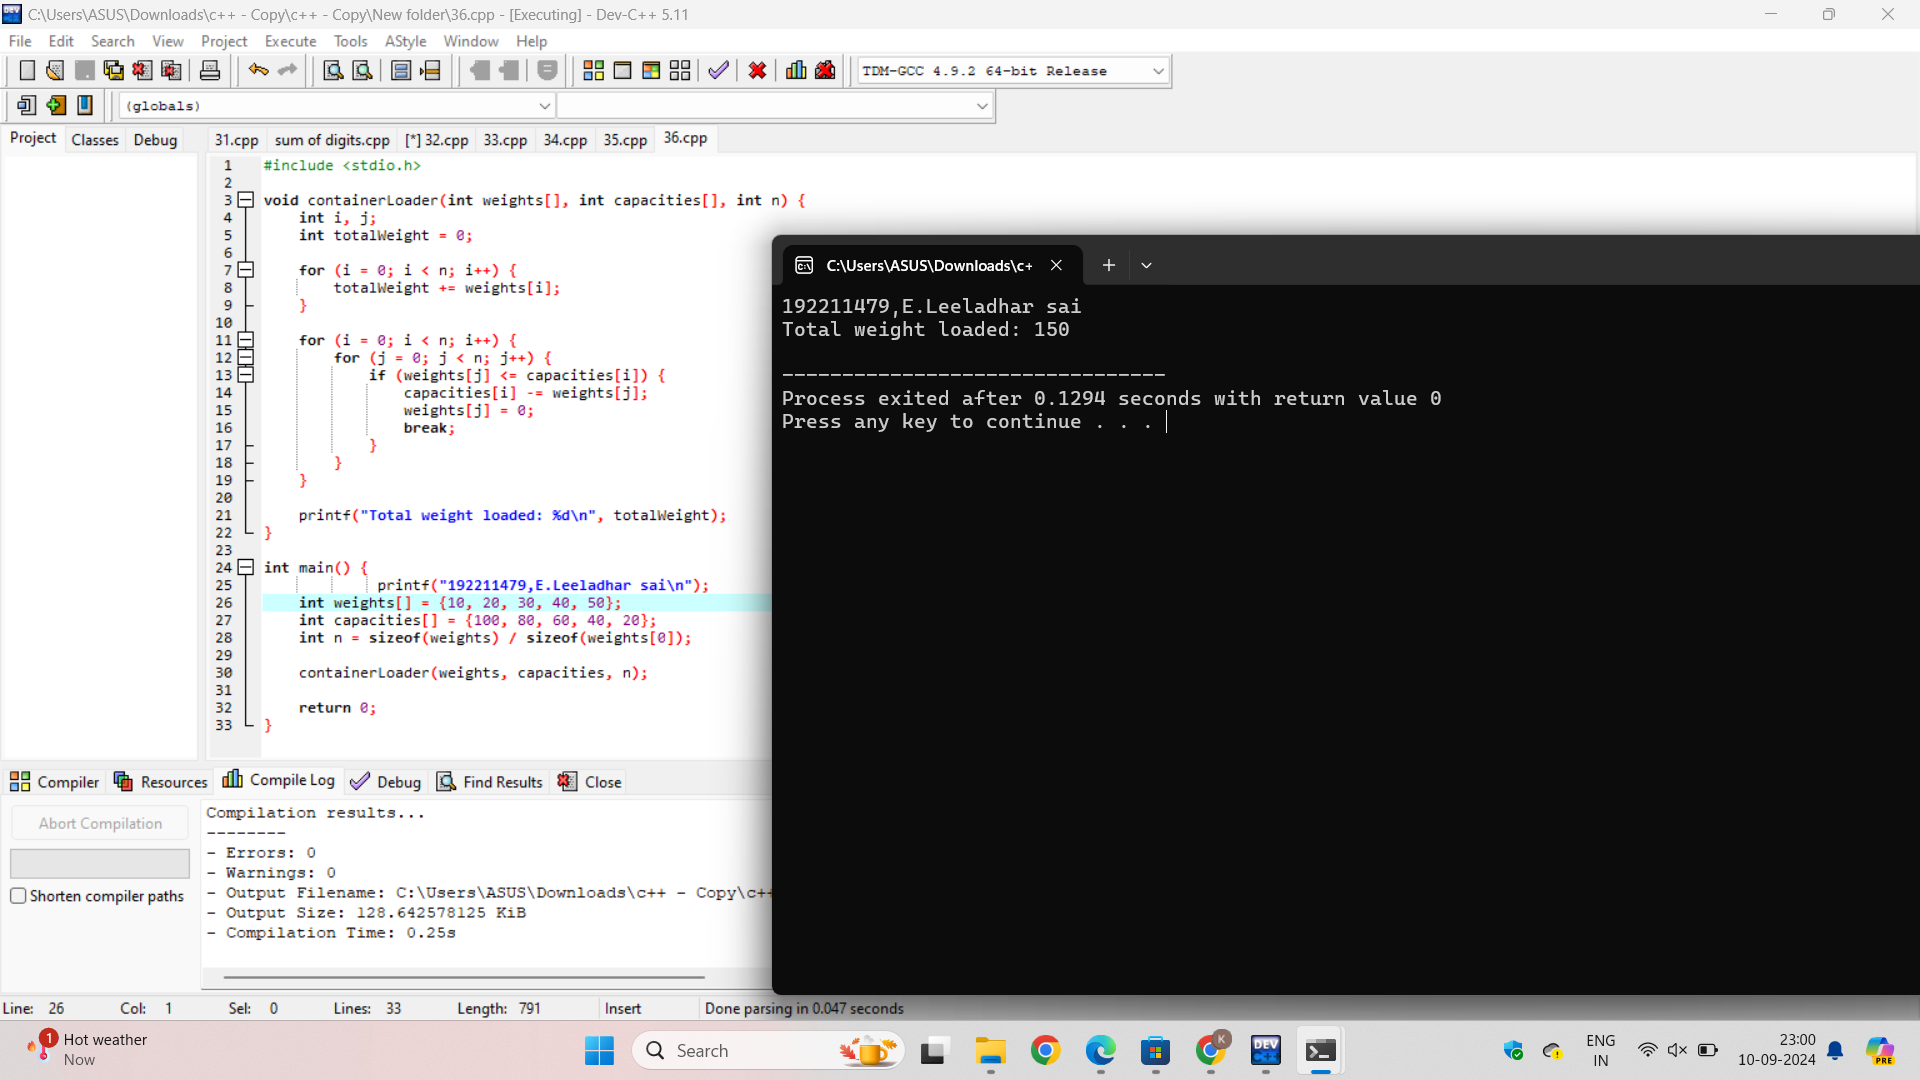 C:\Users\ASUS\Downloads\c++ - Copy\c++ - Copy\New folder\36.cpp - [Executing] - Dev-C++ 5.11
File Edit Search View Project Execute Tools AStyle Window Help
TDM-GCC 4.9.2 64-bit Release
(globals)
Project Classes Debug
31.cpp sum of digits.cpp [*] 32.cpp 33.cpp 34.cpp 35.cpp 36.cpp
1 #include <stdio.h>
2
3 void containerLoader(int weights[], int capacities[], int n) {
4 int i, j;
5 int totalWeight = 0;
6
7 for (i = 0; i < n; i++) {
8 totalWeight += weights[i];
9 }
10
11 for (i = 0; i < n; i++) {
12 for (j = 0; j < n; j++) {
13 if (weights[j] <= capacities[i]) {
14 capacities[i] -= weights[j];
15 weights[j] = 0;
16 break;
17 }
18 }
19 }
20
21 printf("Total weight loaded: %d\n", totalWeight);
22 }
23
24 int main() {
25 printf("192211479,E.Leeladhar sai\n");
26 int weights[] = {10, 20, 30, 40, 50};
27 int capacities[] = {100, 80, 60, 40, 20};
28 int n = sizeof(weights) / sizeof(weights[0]);
29
30 containerLoader(weights, capacities, n);
31
32 return 0;
33 }
C:\Users\ASUS\Downloads\c+
192211479,E.Leeladhar sai
Total weight loaded: 150
--------------------------------
Process exited after 0.1294 seconds with return value 0
Press any key to continue . . .
Compiler Resources Compile Log Debug Find Results Close
Abort Compilation
Shorten compiler paths
Compilation results...
--------
- Errors: 0
- Warnings: 0
- Output Filename: C:\Users\ASUS\Downloads\c++ - Copy\c++
- Output Size: 128.642578125 KiB
- Compilation Time: 0.25s
Line: 26 Col: 1 Sel: 0 Lines: 33 Length: 791 Insert Done parsing in 0.047 seconds
1 Hot weather
Now
Search
DEV
K
PRE
ENG
IN
23:00
10-09-2024